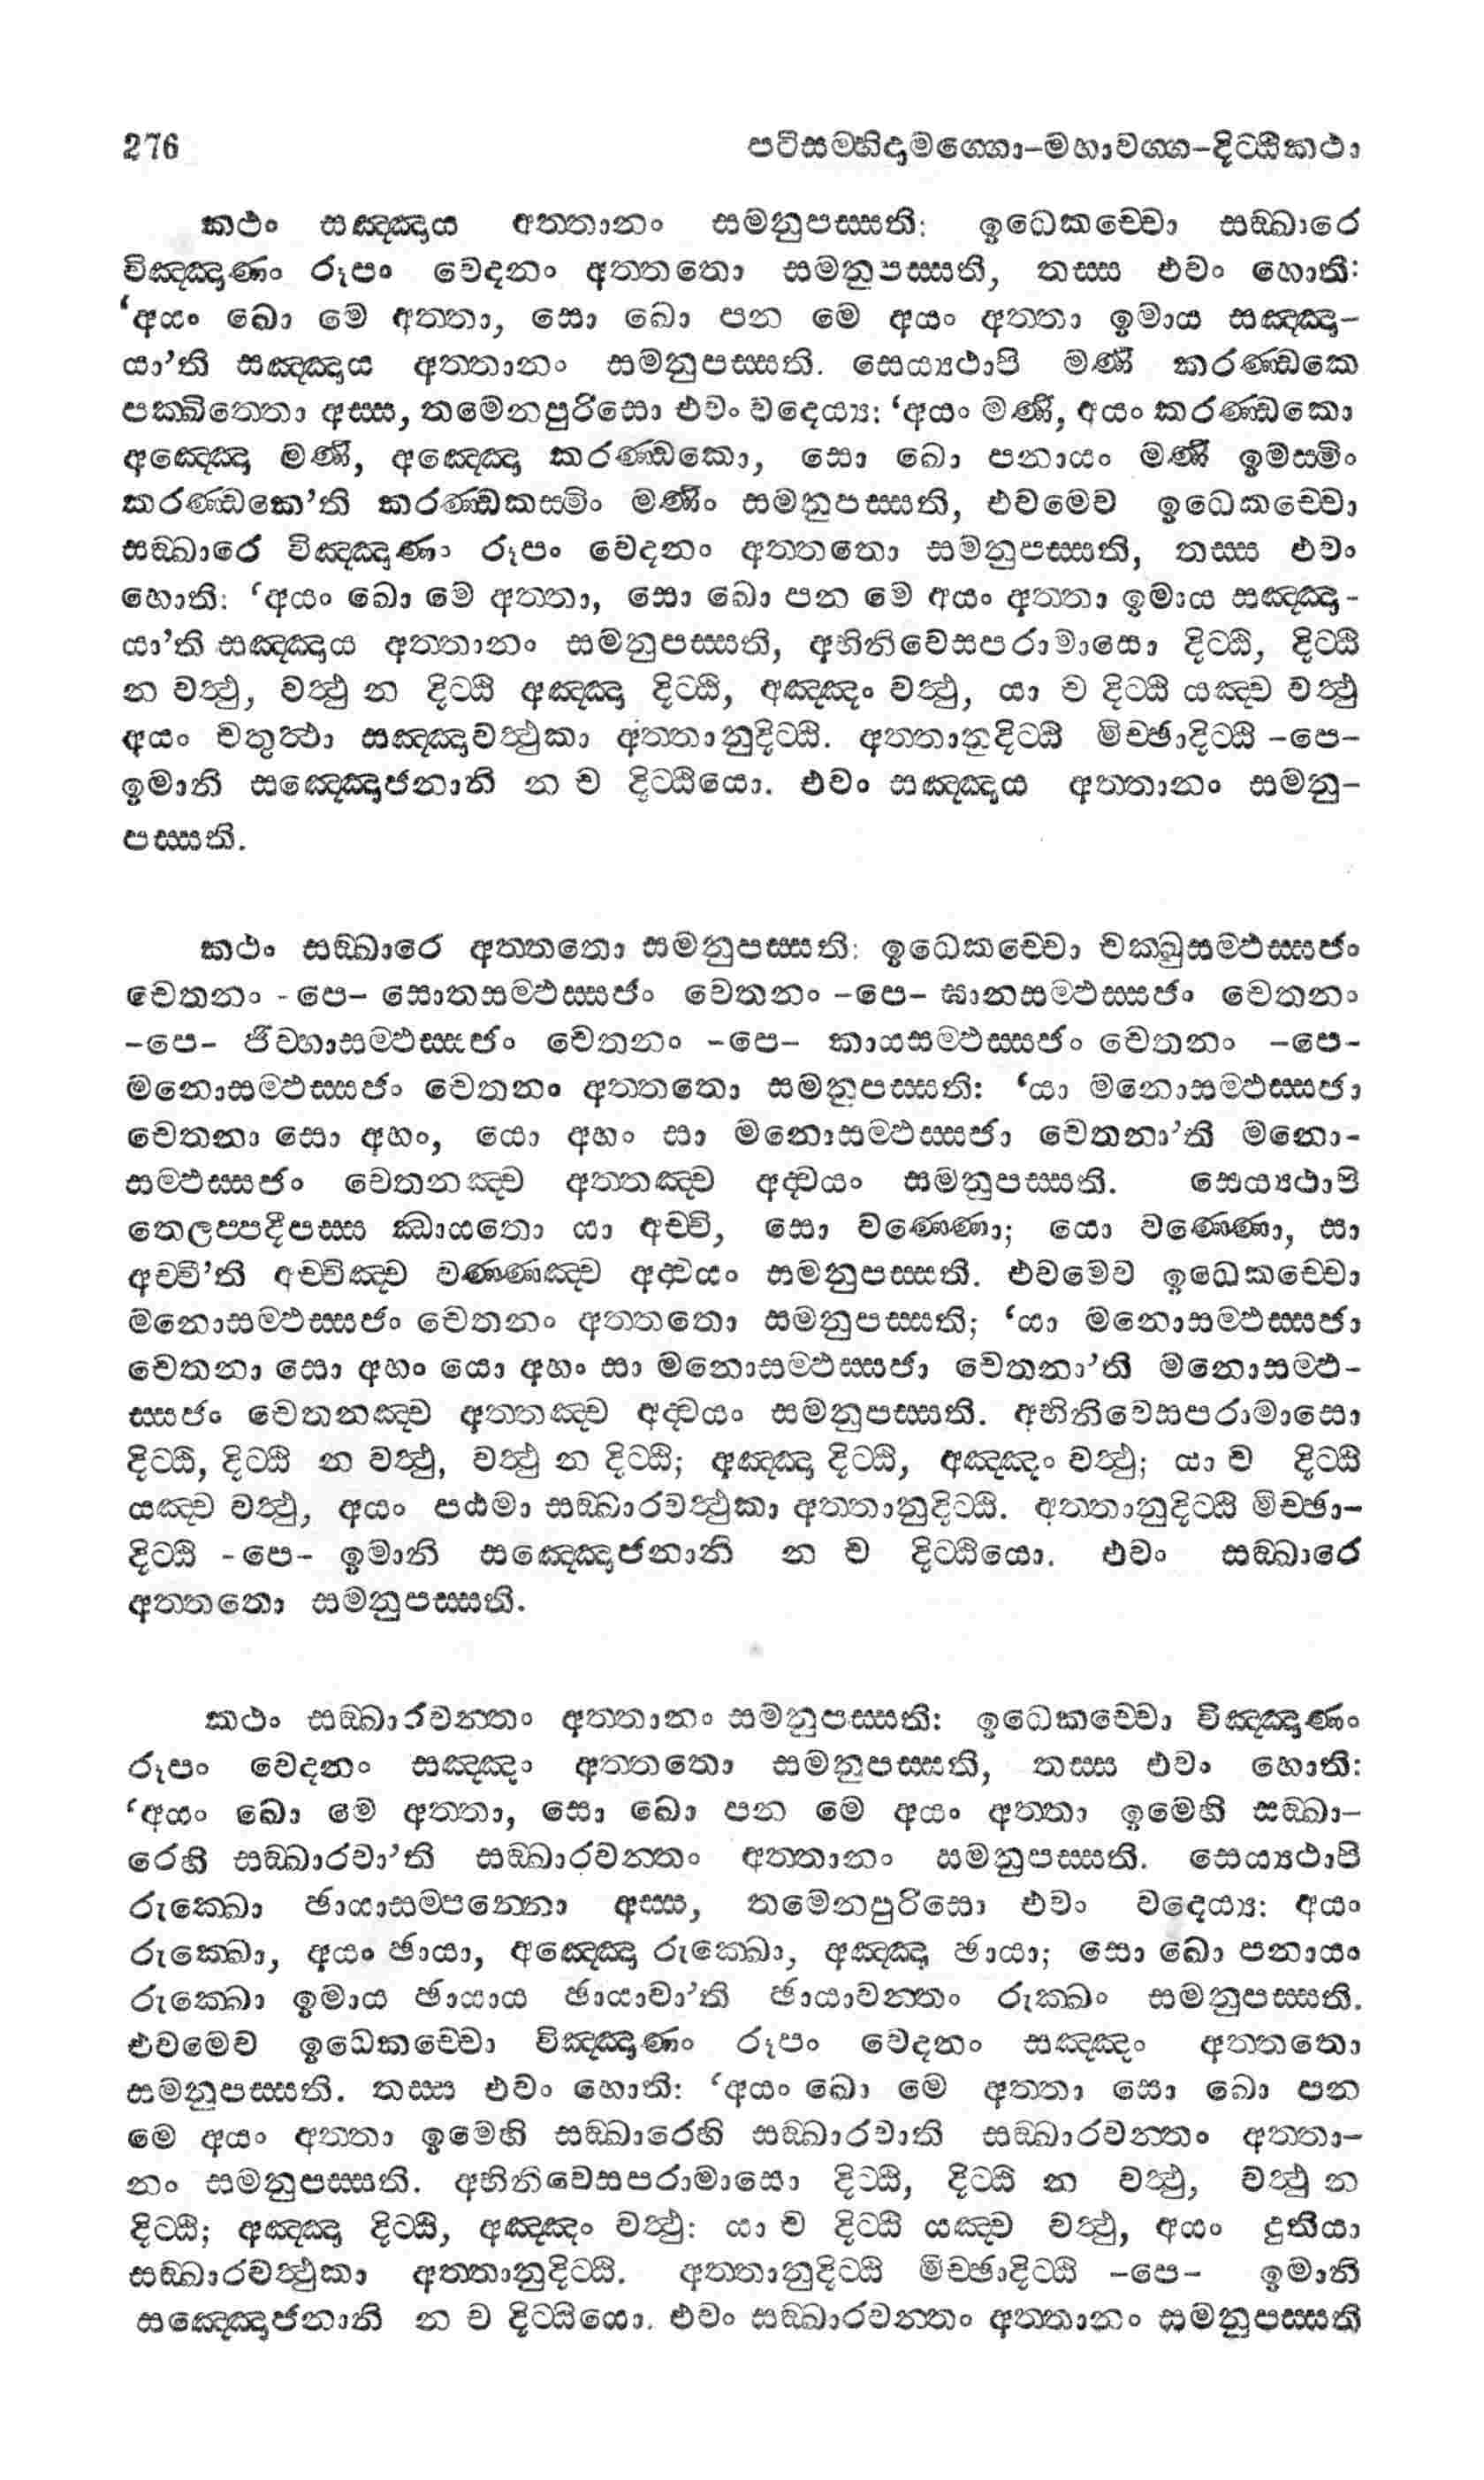 276 පටිසම්භිදාමග්ගො–මහාවග්ග–දිට්ඨිකථා
කථං සඤ්ඤාය අත්තානං සමනුපස්සති: ඉධෙකච්චො සඞ්ඛාරෙ
විඤ්ඤාණං රූපං වෙදනං අත්තතො සමනුපස්සති, තස්ස එවං හොති:
‘අයං ඛො මෙ අත්තා, සො ඛො පන මෙ අයං අත්තා ඉමාය සඤ්ඤා–
යා’ති සඤ්ඤාය අත්තානං සමනුපස්සති. සෙය්‍යථාපි මණි කරණ්ඩකෙ
පක්ඛිත්තො අස්ස, තමෙනපුරිසො එවං වදෙය්‍ය: ‘අයං මණි, අයං කරණ්ඩකො
අඤ්ඤො මණි, අඤ්ඤො කරණ්ඩකො, සො ඛො පනායං මණි ඉමස්මිං
කරණ්ඩකෙ’ති කරණ්ඩකස්මිං මණිං සමනුපස්සති, එවමෙව ඉධෙකච්චො
සඞ්ඛාරෙ විඤ්ඤාණං රූපං වෙදනං අත්තතො සමනුපස්සති, තස්ස එවං
හොති: ‘අයං ඛො මෙ අත්තා, සො ඛො පන මෙ අයං අත්තා ඉමාය සඤ්ඤා-
යා’ති සඤ්ඤාය අත්තානං සමනුපස්සති, අභිනිවෙසපරාමාසො දිට්ඨි, දිට්ඨි
න වත්ථු, වත්ථු න දිට්ඨි අඤ්ඤා දිට්ඨි, අඤ්ඤං වත්ථු, යා ච දිට්ඨි යඤ්ච වත්ථු
අයං චතුත්ථා සඤ්ඤාවත්ථුකා අත්තානුදිට්ඨි. අත්තානුදිට්ඨි මිච්ඡාදිට්ඨි –පෙ–
ඉමානි සඤ්ඤොජනානි න ච දිට්ඨියො. එවං සඤ්ඤාය අත්තානං සමනු–
පස්සති.
කථං සඞ්ඛාරෙ අත්තතො සමනුපස්සති: ඉධෙකච්චො චක්ඛුසම්ඵස්සජං
චෙතනං -පෙ– සොතසම්ඵස්සජං චෙතනං –පෙ– ඝානසම්ඵස්සජං චෙතනං
–පෙ– ජිව්හාසම්ඵස්සජං චෙතනං –පෙ– කායසම්ඵස්සජං චෙතනං –පෙ-
මනොසම්ඵස්සජං චෙතනං අත්තතො සමනුපස්සති: ‘යා මනොසම්ඵස්සජා
චෙතනා සො අහං, යො අහං සා මනොසම්ඵස්සජා චෙතනා’ති මනො-
සම්ඵස්සජං චෙතනඤ්ච අත්තඤ්ච අද්වයං සමනුපස්සති. සෙය්‍යථාපි
තෙලප්පදීපස්ස ඣායතො යා අච්චි, සො වණ්ණො; යො වණ්ණො, සා
අච්චී’ති අච්චිඤ්ච වණ්ණඤ්ච අද්වයං සමනුපස්සති. එවමෙව ඉධෙකච්චො
මනොසම්ඵස්සජං චෙතනං අත්තතො සමනුපස්සති; ‘යා මනොසම්ඵස්සජා
චෙතනා සො අහං යො අහං සා මනොසම්ඵස්සජා චෙතනා’ති මනොසම්ඵ-
ස්සජං චෙතනඤ්ච අත්තඤ්ච අද්වයං සමනුපස්සති. අභිනිවෙසපරාමාසො
දිට්ඨි, දිට්ඨි න වත්ථු, වත්ථු න දිට්ඨි; අඤ්ඤා දිට්ඨි, අඤ්ඤං වත්ථු; යා ච දිට්ඨි
යඤ්ච වත්ථු, අයං පඨමා සඞ්ඛාරවත්ථුකා අත්තානුදිට්ඨි. අත්තානුදිට්ඨි මිච්ඡා–
දිට්ඨි -පෙ– ඉමානි සඤ්ඤොජනානි න ච දිට්ඨියො. එවං සඞ්ඛාරෙ
අත්තතො සමනුපස්සති.
කථං සඞ්ඛාරවන්තං අත්තානං සමනුපස්සති: ඉධෙකච්චො විඤ්ඤාණං
රූපං වෙදනං සඤ්ඤං අත්තතො සමනුපස්සති, තස්ස එවං හොති:
‘අයං ඛො මෙ අත්තා, සො ඛො පන මෙ අයං අත්තා ඉමෙහි සඞ්ඛා–
රෙහි සඞ්ඛාරවා’ති සඞ්ඛාරවන්තං අත්තානං සමනුපස්සති. සෙය්‍යථාපි
රුක්ඛො ඡායාසම්පන්නො අස්ස, තමෙනපුරිසො එවං වදෙය්‍ය: අයං
රුක්ඛො, අයං ඡායා, අඤ්ඤො රුක්ඛො, අඤ්ඤා ඡායා; සො ඛො පනායං
රුක්ඛො ඉමාය ඡායාය ඡායාවා’ති ඡායාවන්තං රුක්ඛං සමනුපස්සති.
එවමෙව ඉධෙකච්චො විඤ්ඤාණං රූපං වෙදනං සඤ්ඤං අත්තතො
සමනුපස්සති. තස්ස එවං හොති: ‘අයං ඛො මෙ අත්තා සො ඛො පන
මෙ අයං අත්තා ඉමෙහි සඞ්ඛාරෙහි සඞ්ඛාරවාති සඞ්ඛාරවන්තං අත්තා–
නං සමනුපස්සති. අභිනිවෙසපරාමාසො දිට්ඨි, දිට්ඨි න වත්ථු, වත්ථු න
දිට්ඨි; අඤ්ඤා දිට්ඨි, අඤ්ඤං වත්ථු: යා ච දිට්ඨි යඤ්ච වත්ථු, අයං දුතියා
සඞ්ඛාරවත්ථුකා අත්තානුදිට්ඨි. අත්තානුදිට්ඨි මිච්ඡාදිට්ඨි –පෙ– ඉමානි
සඤ්ඤොජනානි න ච දිට්ඨියො. එවං සඞ්ඛාරවන්තං අත්තානං සමනුපස්සති